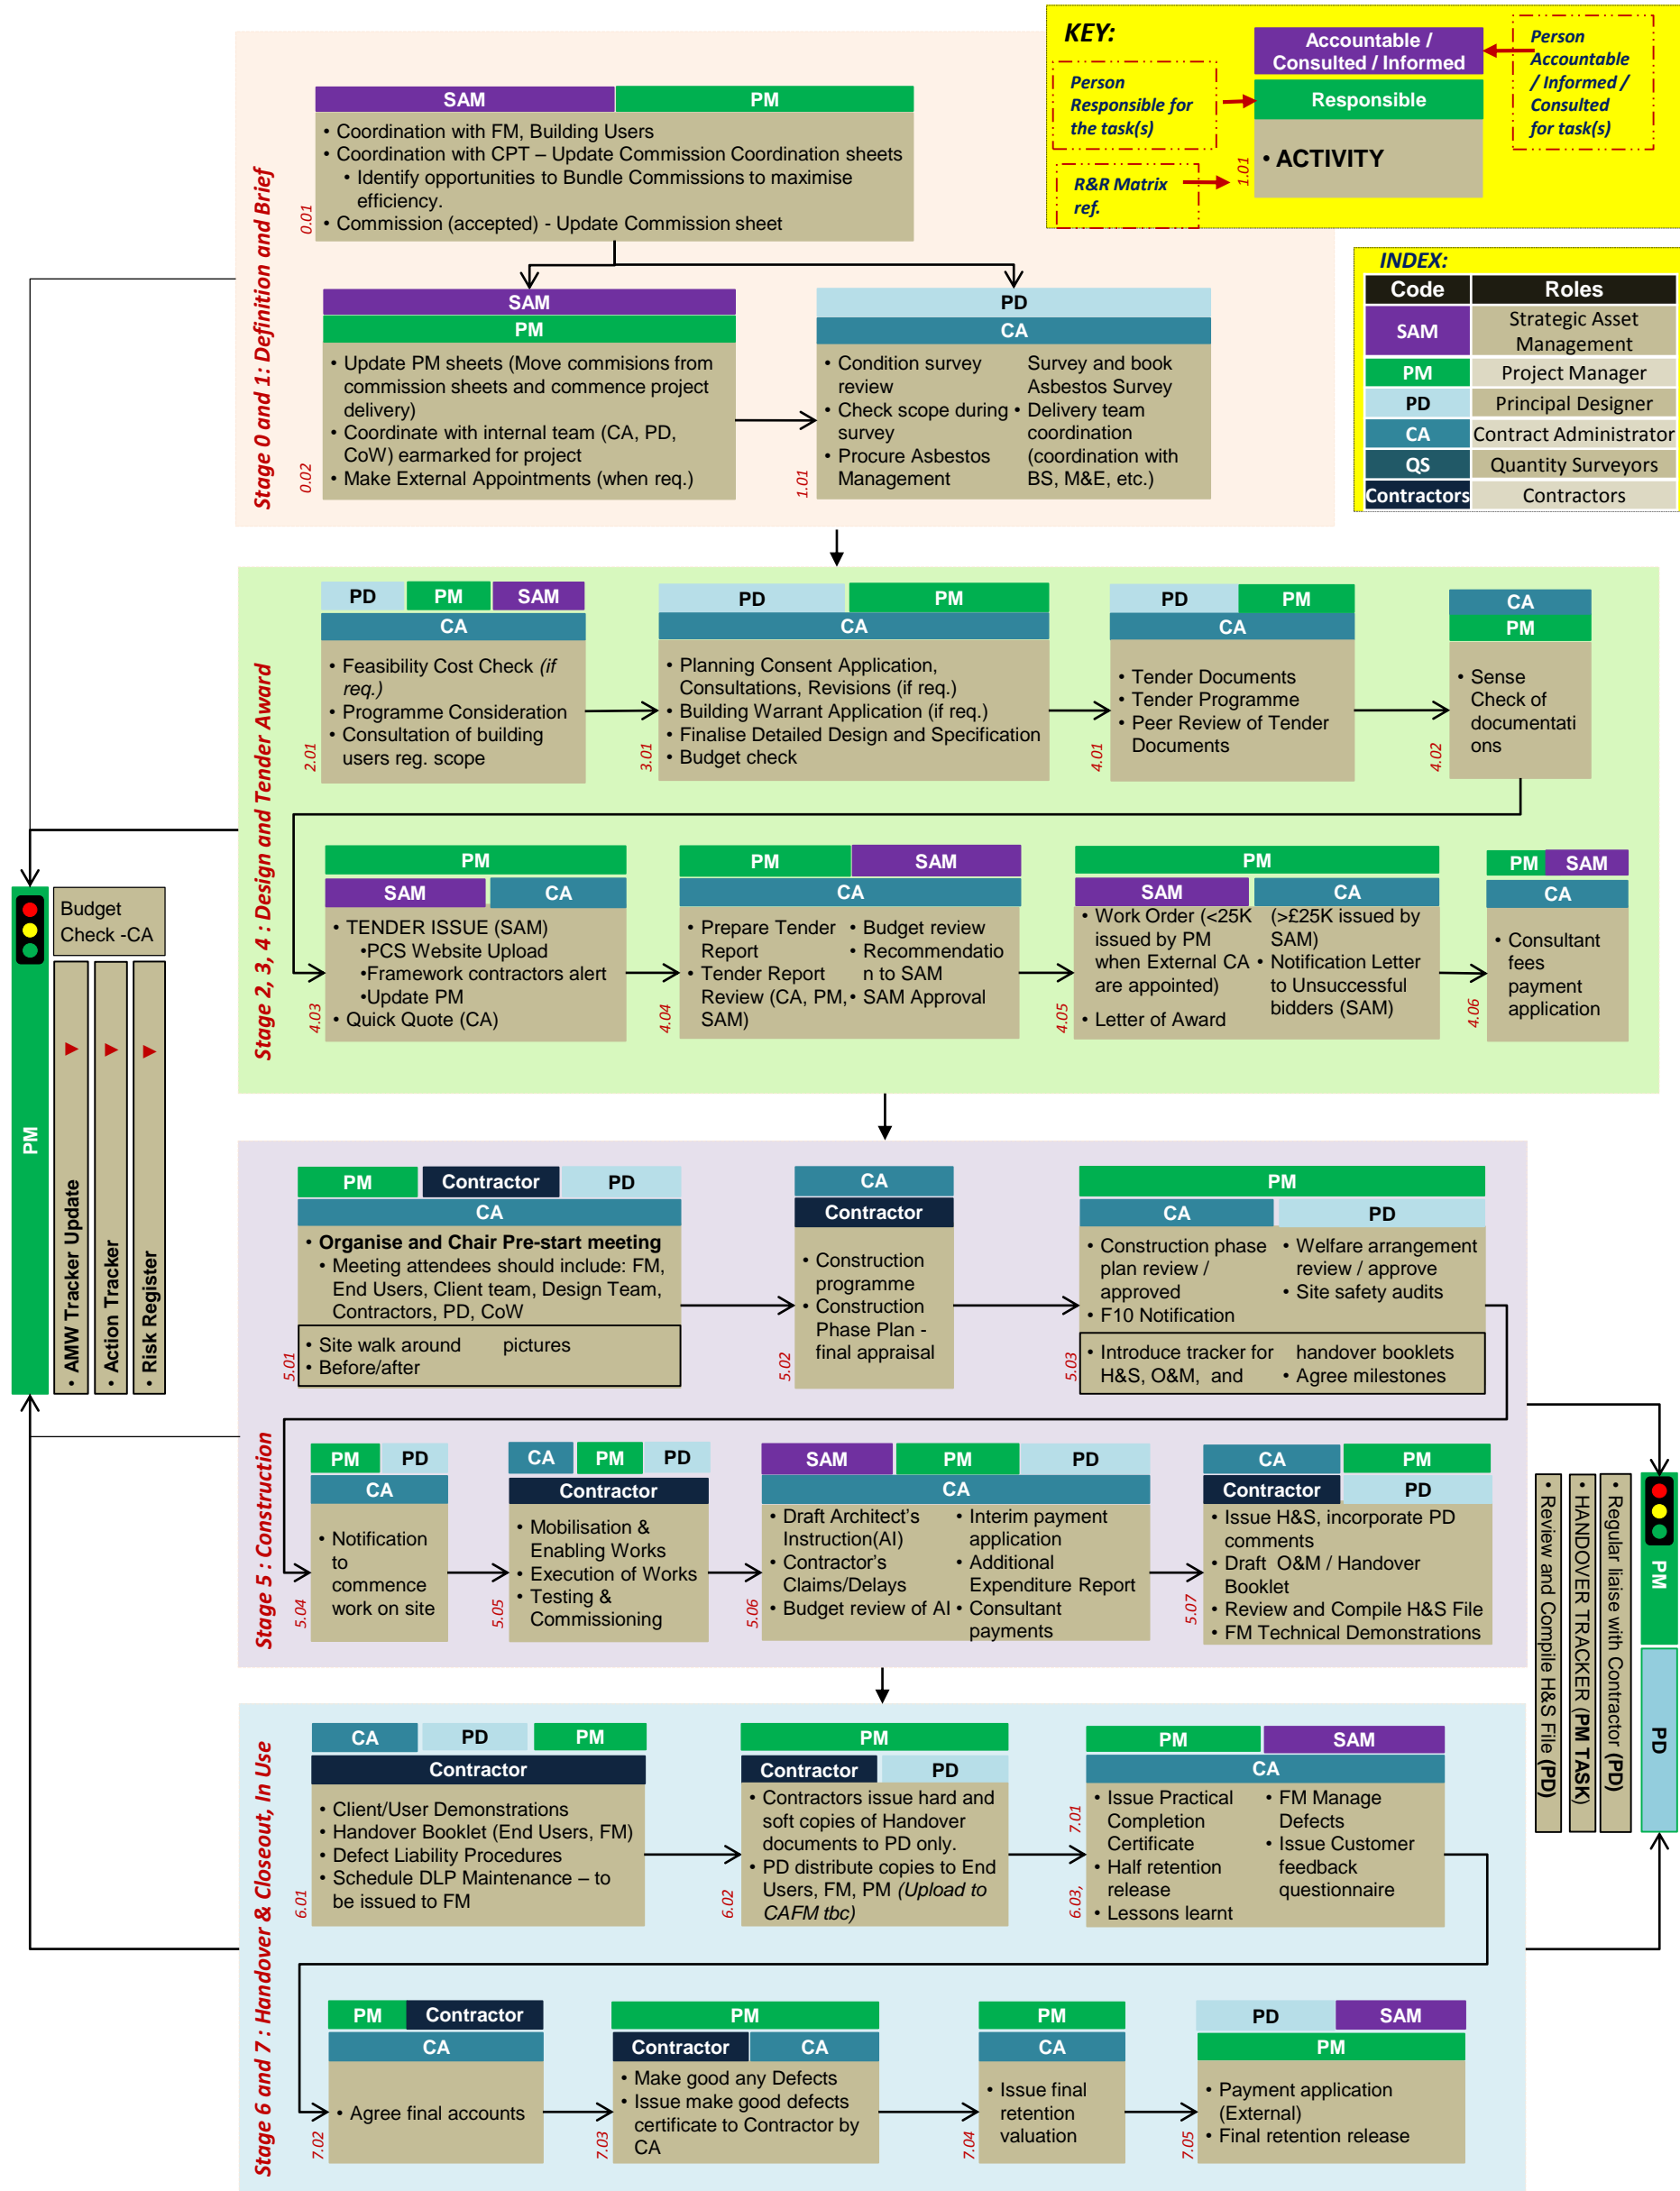 KEY:
Person
Responsible for
the task(s)
R&R Matrix
ref.
Accountable /
Consulted / Informed
Responsible
• ACTIVITY
1.01
Person
Accountable
/ Informed /
Consulted
for task(s)
INDEX:
Code Roles
SAM Strategic Asset
Management
PM Project Manager
PD Principal Designer
CA Contract Administrator
QS Quantity Surveyors
Contractors Contractors
Stage 0 and 1: Definition and Brief
SAM PM
• Coordination with FM, Building Users
• Coordination with CPT – Update Commission Coordination sheets
• Identify opportunities to Bundle Commissions to maximise
efficiency.
• Commission (accepted) - Update Commission sheet
0.01
SAM
PM
• Update PM sheets (Move commisions from
commission sheets and commence project
delivery)
• Coordinate with internal team (CA, PD,
CoW) earmarked for project
• Make External Appointments (when req.)
0.02
PD
CA
• Condition survey
review
• Check scope during
survey
• Procure Asbestos
Management
Survey and book
Asbestos Survey
• Delivery team
coordination
(coordination with
BS, M&E, etc.)
1.01
Stage 2, 3, 4 : Design and Tender Award
PD PM SAM
CA
• Feasibility Cost Check (if
req.)
• Programme Consideration
• Consultation of building
users reg. scope
2.01
PD PM
CA
• Planning Consent Application,
Consultations, Revisions (if req.)
• Building Warrant Application (if req.)
• Finalise Detailed Design and Specification
• Budget check
3.01
PD PM
CA
• Tender Documents
• Tender Programme
• Peer Review of Tender
Documents
4.01
CA
PM
• Sense
Check of
documentati
ons
4.02
PM
SAM CA
• TENDER ISSUE (SAM)
•PCS Website Upload
•Framework contractors alert
•Update PM
• Quick Quote (CA)
4.03
PM SAM
CA
• Prepare Tender
Report
• Tender Report
Review (CA, PM,
SAM)
• Budget review
• Recommendatio
n to SAM
• SAM Approval
4.04
PM
SAM CA
• Work Order (<25K
issued by PM
when External CA
are appointed)
• Letter of Award
(>£25K issued by
SAM)
• Notification Letter
to Unsuccessful
bidders (SAM)
4.05
PM SAM
CA
• Consultant
fees
payment
application
4.06
PM
Budget
Check -CA
• AMW Tracker Update
• Action Tracker
• Risk Register
Stage 5 : Construction
PM Contractor PD
CA
• Organise and Chair Pre-start meeting
• Meeting attendees should include: FM,
End Users, Client team, Design Team,
Contractors, PD, CoW
• Site walk around
• Before/after
pictures
5.01
CA
Contractor
• Construction
programme
• Construction
Phase Plan -
final appraisal
5.02
PM
CA PD
• Construction phase
plan review /
approved
• F10 Notification
• Welfare arrangement
review / approve
• Site safety audits
• Introduce tracker for
H&S, O&M, and
handover booklets
• Agree milestones
5.03
PM PD
CA
• Notification
to
commence
work on site
5.04
CA PM PD
Contractor
• Mobilisation &
Enabling Works
• Execution of Works
• Testing &
Commissioning
5.05
SAM PM PD
CA
• Draft Architect's
Instruction(AI)
• Contractor's
Claims/Delays
• Budget review of AI
• Interim payment
application
• Additional
Expenditure Report
• Consultant
payments
5.06
CA PM
Contractor PD
• Issue H&S, incorporate PD
comments
• Draft O&M / Handover
Booklet
• Review and Compile H&S File
• FM Technical Demonstrations
5.07
PM
PD
• Regular liaise with Contractor (PD)
• HANDOVER TRACKER (PM TASK)
• Review and Compile H&S File (PD)
Stage 6 and 7 : Handover & Closeout, In Use
CA PD PM
Contractor
• Client/User Demonstrations
• Handover Booklet (End Users, FM)
• Defect Liability Procedures
• Schedule DLP Maintenance – to
be issued to FM
6.01
PM
Contractor PD
• Contractors issue hard and
soft copies of Handover
documents to PD only.
• PD distribute copies to End
Users, FM, PM (Upload to
CAFM tbc)
6.02
PM SAM
CA
• Issue Practical
Completion
Certificate
• Half retention
release
• Lessons learnt
• FM Manage
Defects
• Issue Customer
feedback
questionnaire
6.03, 7.01
PM Contractor
CA
• Agree final accounts
7.02
PM
Contractor CA
• Make good any Defects
• Issue make good defects
certificate to Contractor by
CA
7.03
PM
CA
• Issue final
retention
valuation
7.04
PD SAM
PM
• Payment application
(External)
• Final retention release
7.05